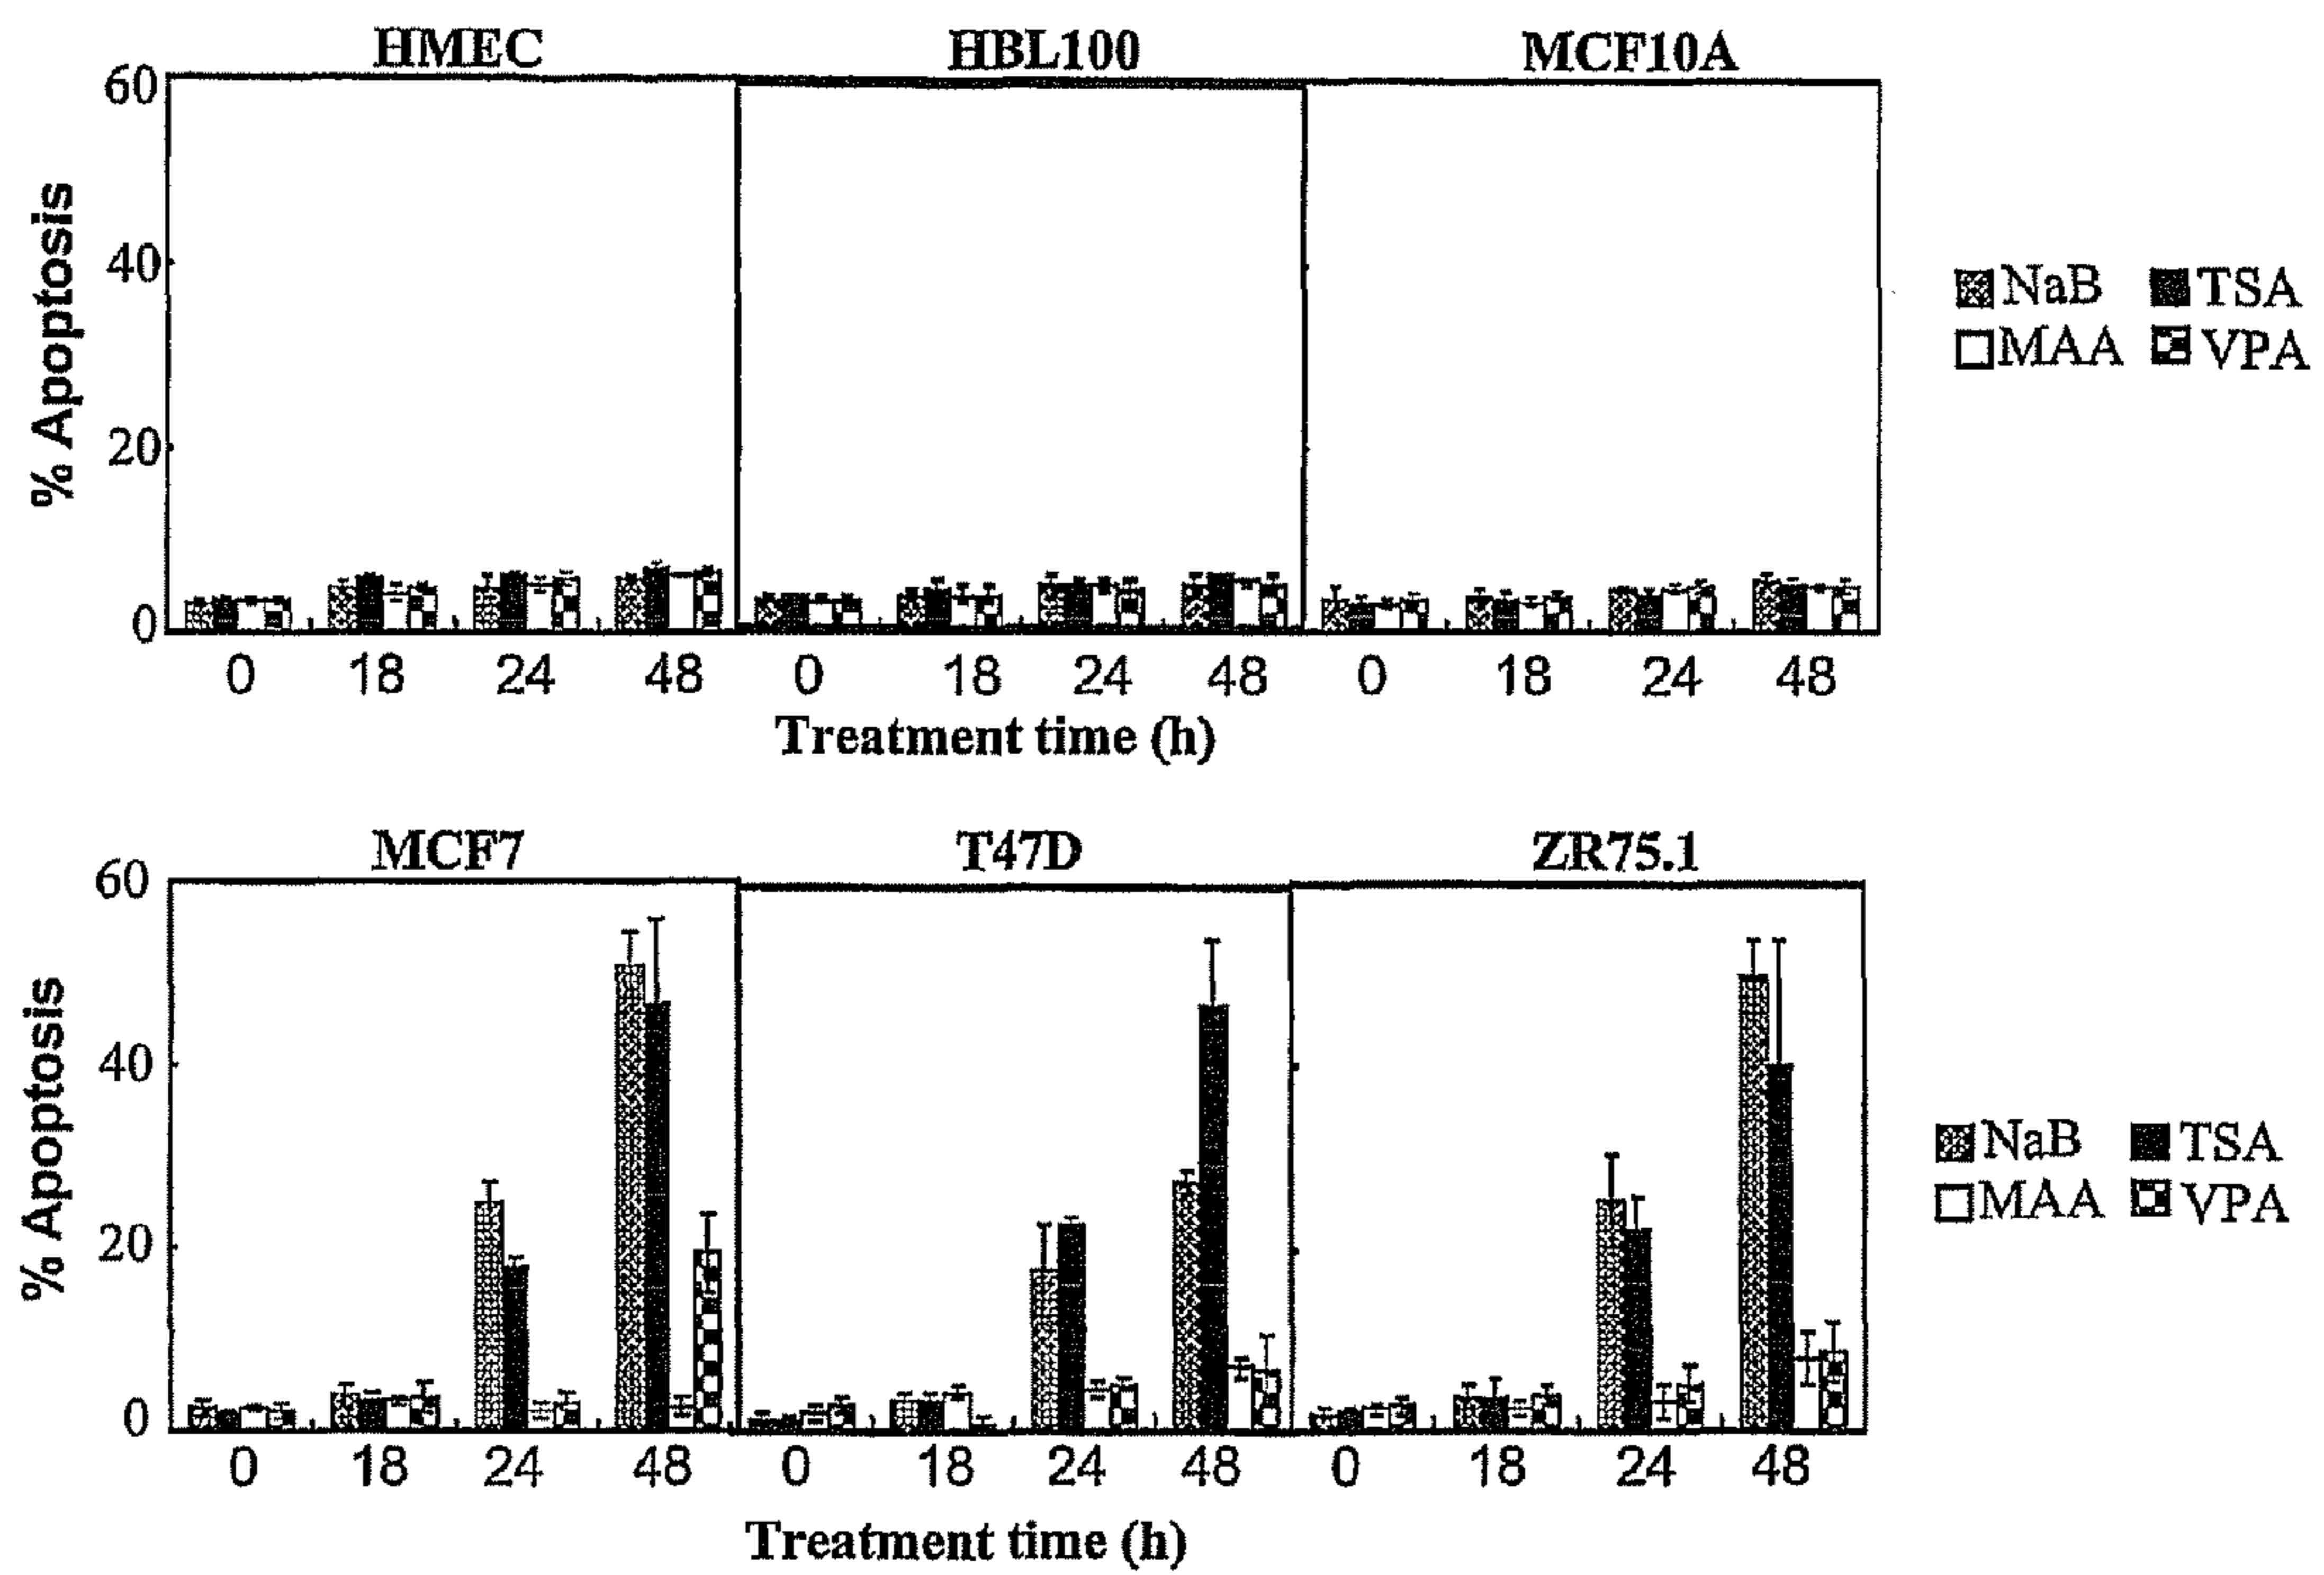 HMEC HBL100 MCF10A
% Apoptosis
60
40
20
0
0 18 24 48 0 18 24 48 0 18 24 48
Treatment time (h)
NaB TSA
MAA VPA
MCF7 T47D ZR75.1
% Apoptosis
60
40
20
0
0 18 24 48 0 18 24 48 0 18 24 48
Treatment time (h)
NaB TSA
MAA VPA